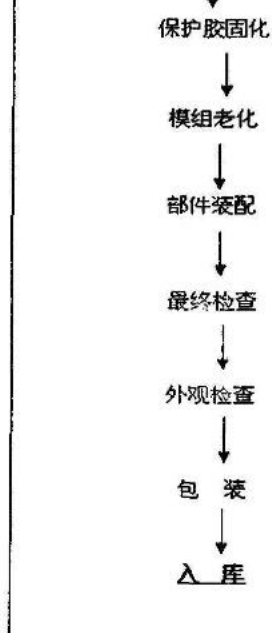 保护胶固化
模组老化
部件装配
最终检查
外观检查
包 装
入 库